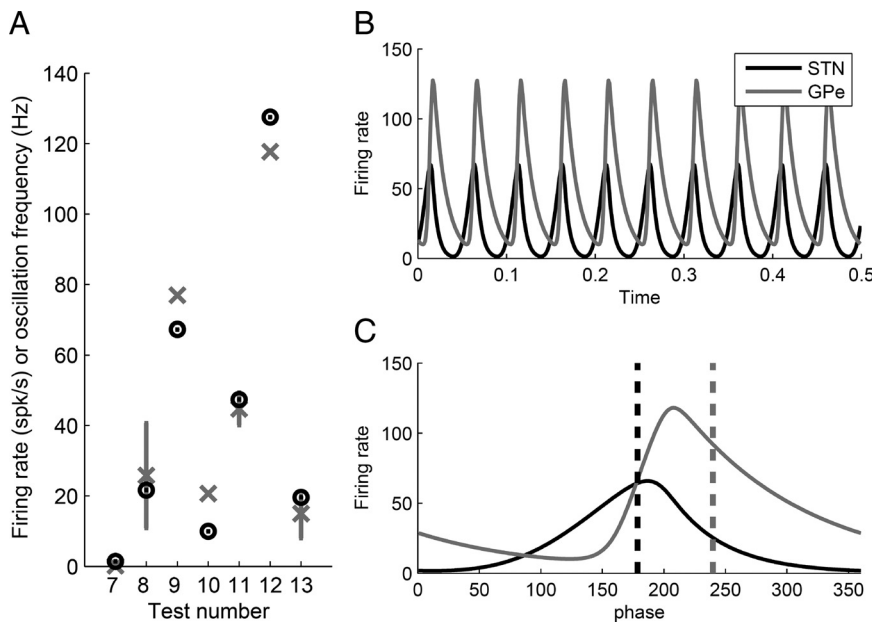 A
Firing rate (spk/s) or oscillation frequency (Hz)
140
120
100
80
60
40
20
0
7 8 9 10 11 12 13
Test number
B
Firing rate
150
100
50
0
STN
GPe
0 0.1 0.2 0.3 0.4 0.5
Time
C
Firing rate
150
100
50
0
0 50 100 150 200 250 300 350
phase